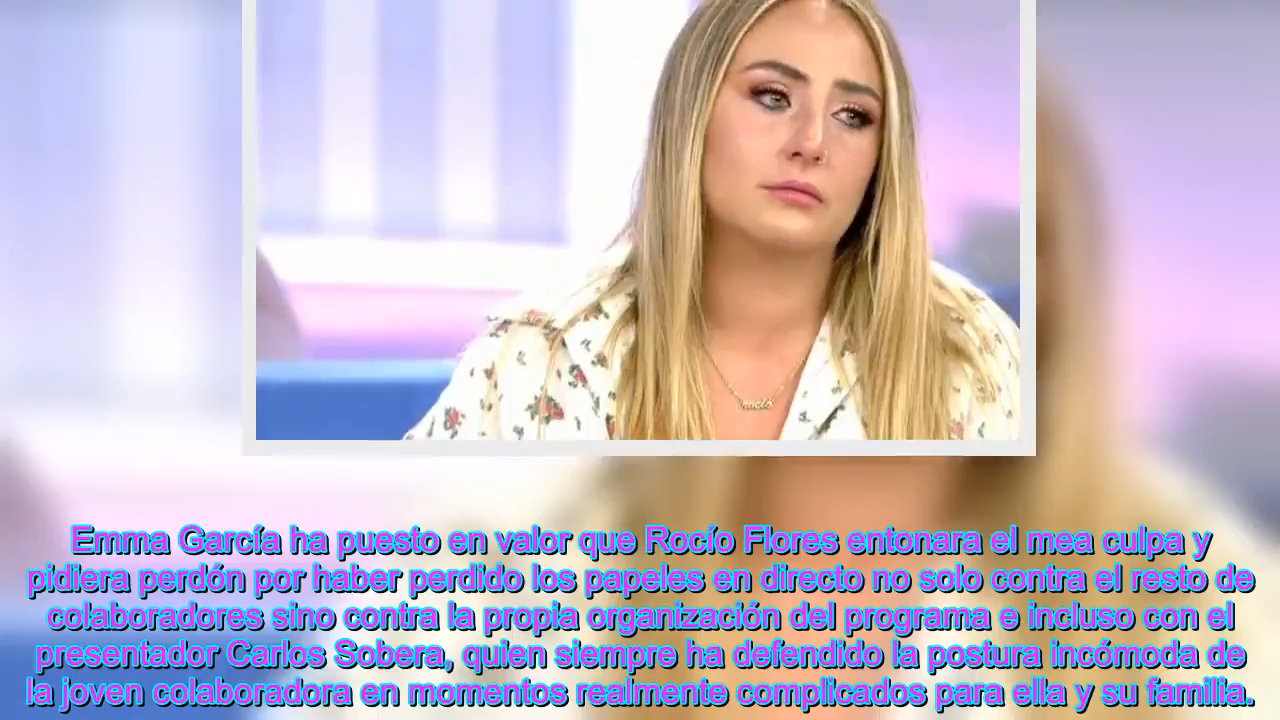 rocío
Emma García ha puesto en valor que Rocío Flores entonara el mea culpa y
pidiera perdón por haber perdido los papeles en directo no solo contra el resto de
colaboradores sino contra la propia organización del programa e incluso con el
presentador Carlos Sobera, quien siempre ha defendido la postura incómoda de
la joven colaboradora en momentos realmente complicados para ella y su familia.